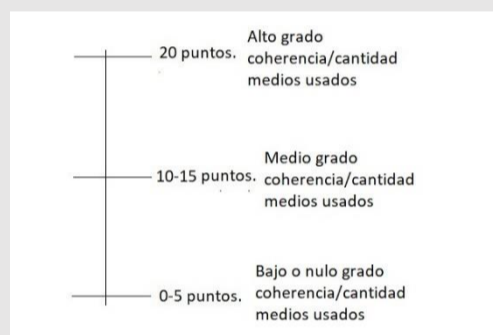 Alto grado
20 puntos. coherencia/cantidad
medios usados
Medio grado
10-15 puntos. coherencia/cantidad
medios usados
Bajo o nulo grado
0-5 puntos. coherencia/cantidad
medios usados